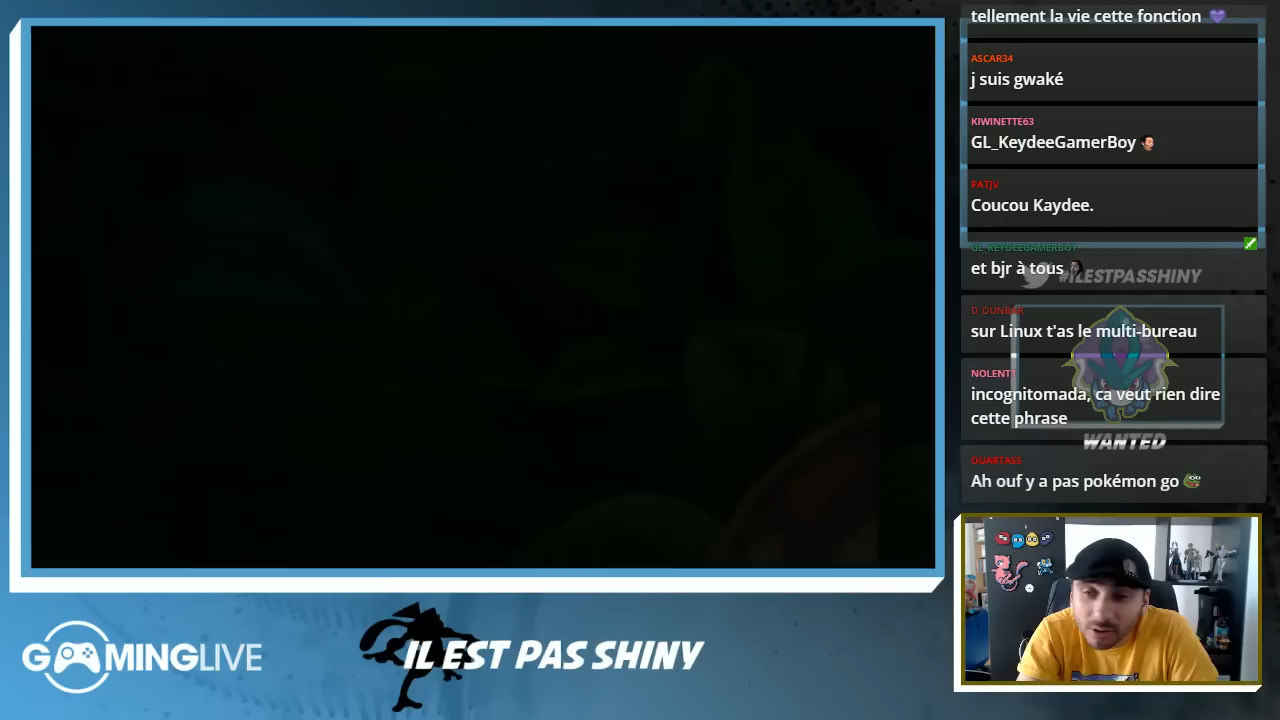 tellement la vie cette fonction
ASCAR34
j suis gwaké
KIWINETTE63
GL_KeydeeGamerBoy
PATJV
Coucou Kaydee.
GL_KEYDEEGAMERBOY
et bjr à tous
#ILESTPASSHINY
D_DUNBAR
sur Linux t'as le multi-bureau
NOLENT1
incognitomada, ca veut rien dire
cette phrase
WANTED
OUARTASS
Ah ouf y a pas pokémon go
GAMINGLIVE
IL EST PAS SHINY